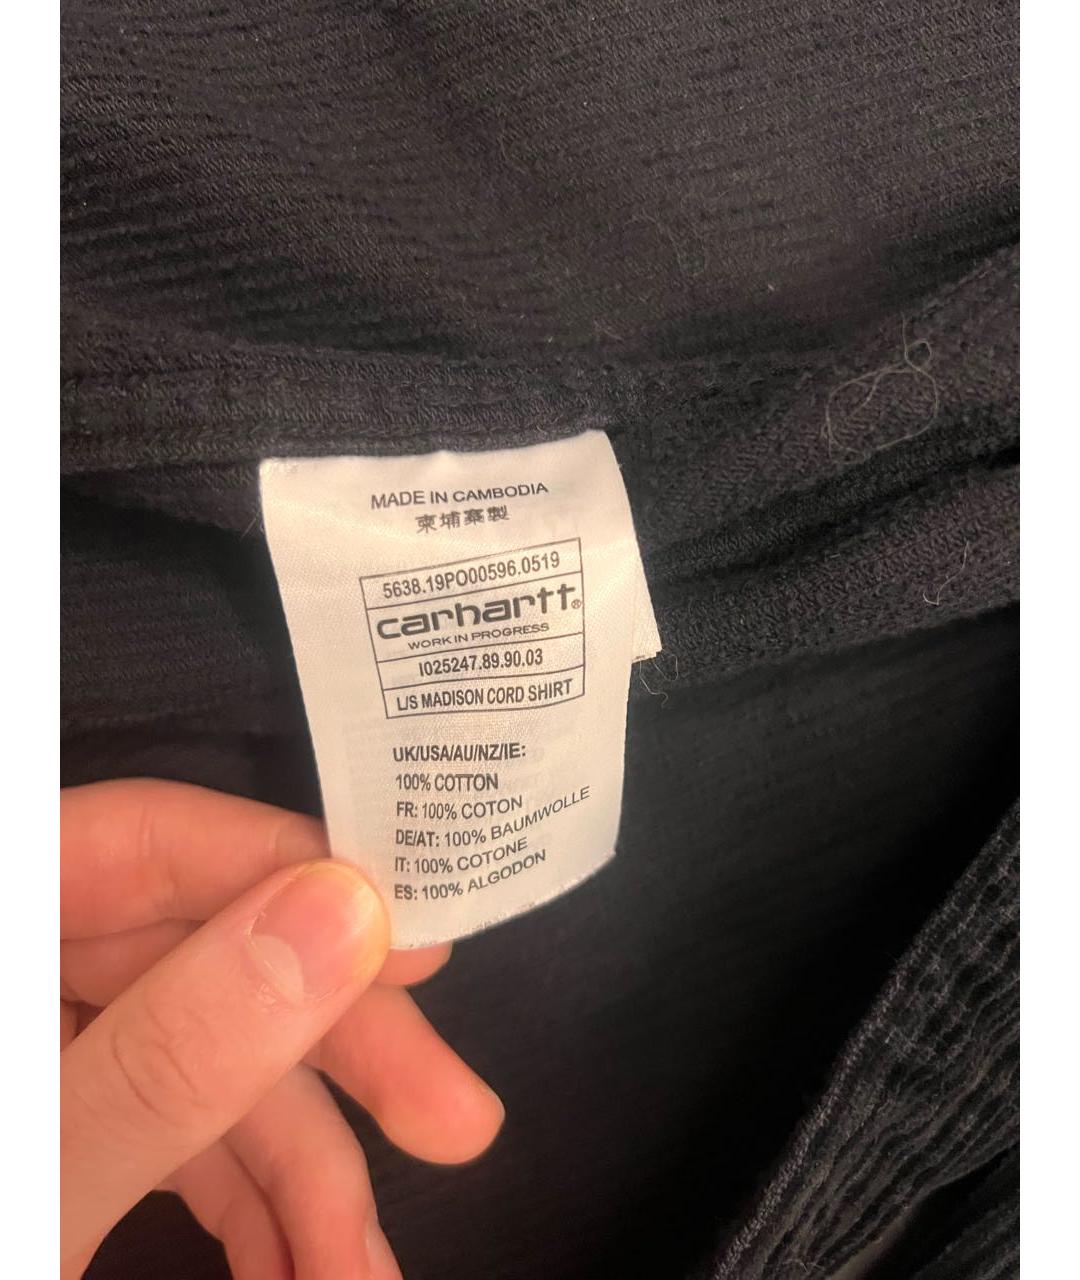 MADE IN CAMBODIA
柬埔寨製
5638.19PO00596.0519
carhartt®
WORK IN PROGRESS
I025247.89.90.03
L/S MADISON CORD SHIRT
UK/USA/AU/NZ/IE:
100% COTTON
FR: 100% COTON
DE/AT: 100% BAUMWOLLE
IT: 100% COTONE
ES: 100% ALGODON